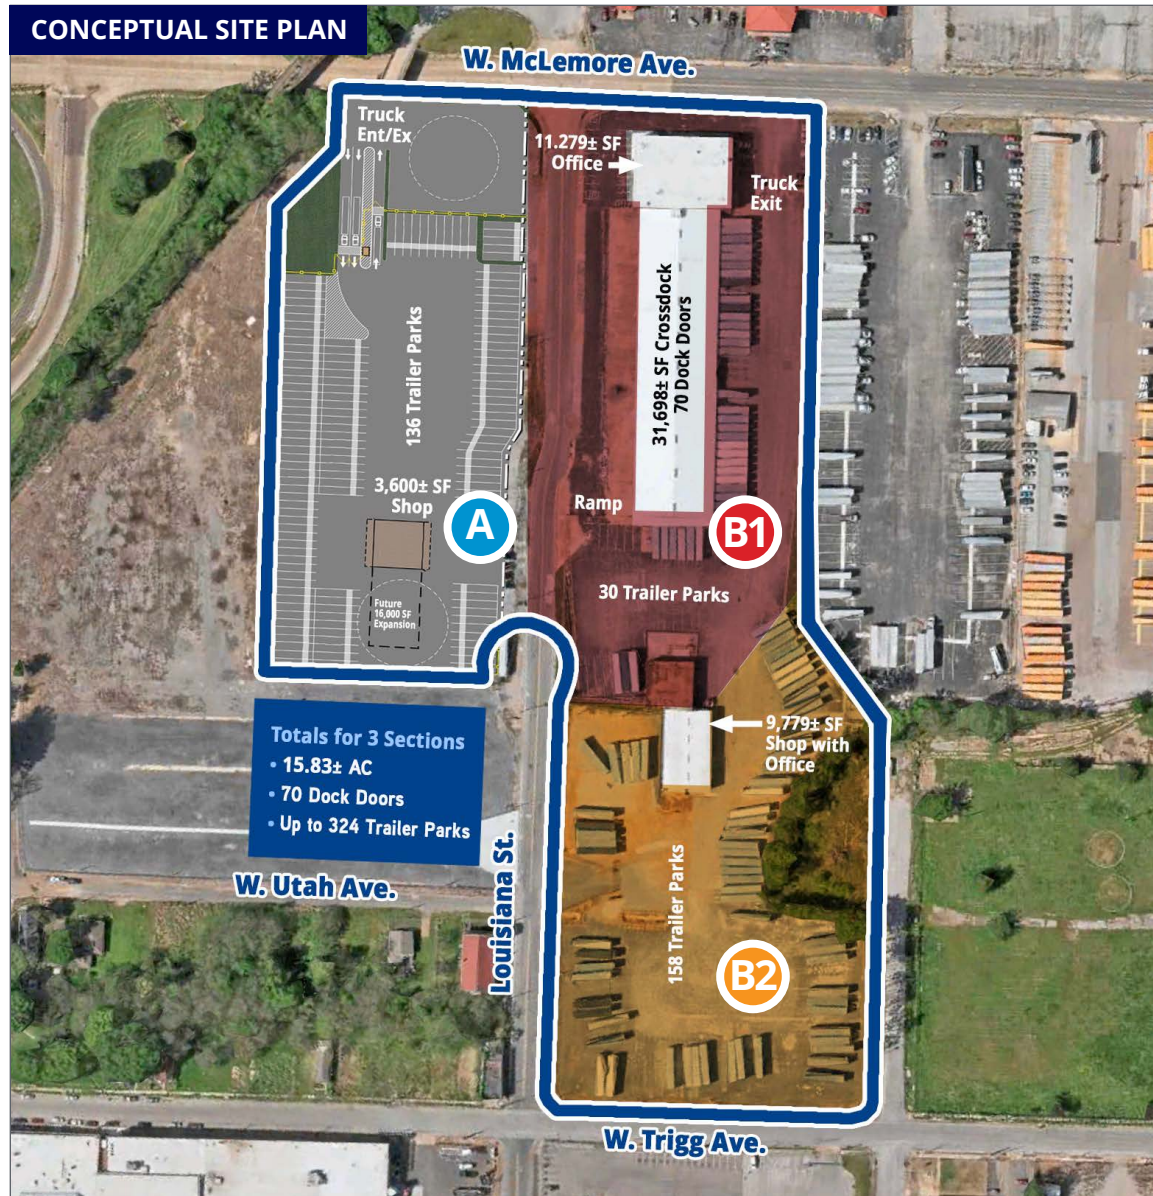 CONCEPTUAL SITE PLAN
W. McLemore Ave.
Truck
Ent/Ex
11.279± SF
Office
Truck
Exit
136 Trailer Parks
31,698± SF Crossdock
70 Dock Doors
3,600± SF
Shop
A
Ramp
B1
30 Trailer Parks
Future
16,000 SF
Expansion
9,779± SF
Shop with
Office
Totals for 3 Sections
• 15.83± AC
• 70 Dock Doors
• Up to 324 Trailer Parks
W. Utah Ave.
Louisiana St.
158 Trailer Parks
B2
W. Trigg Ave.